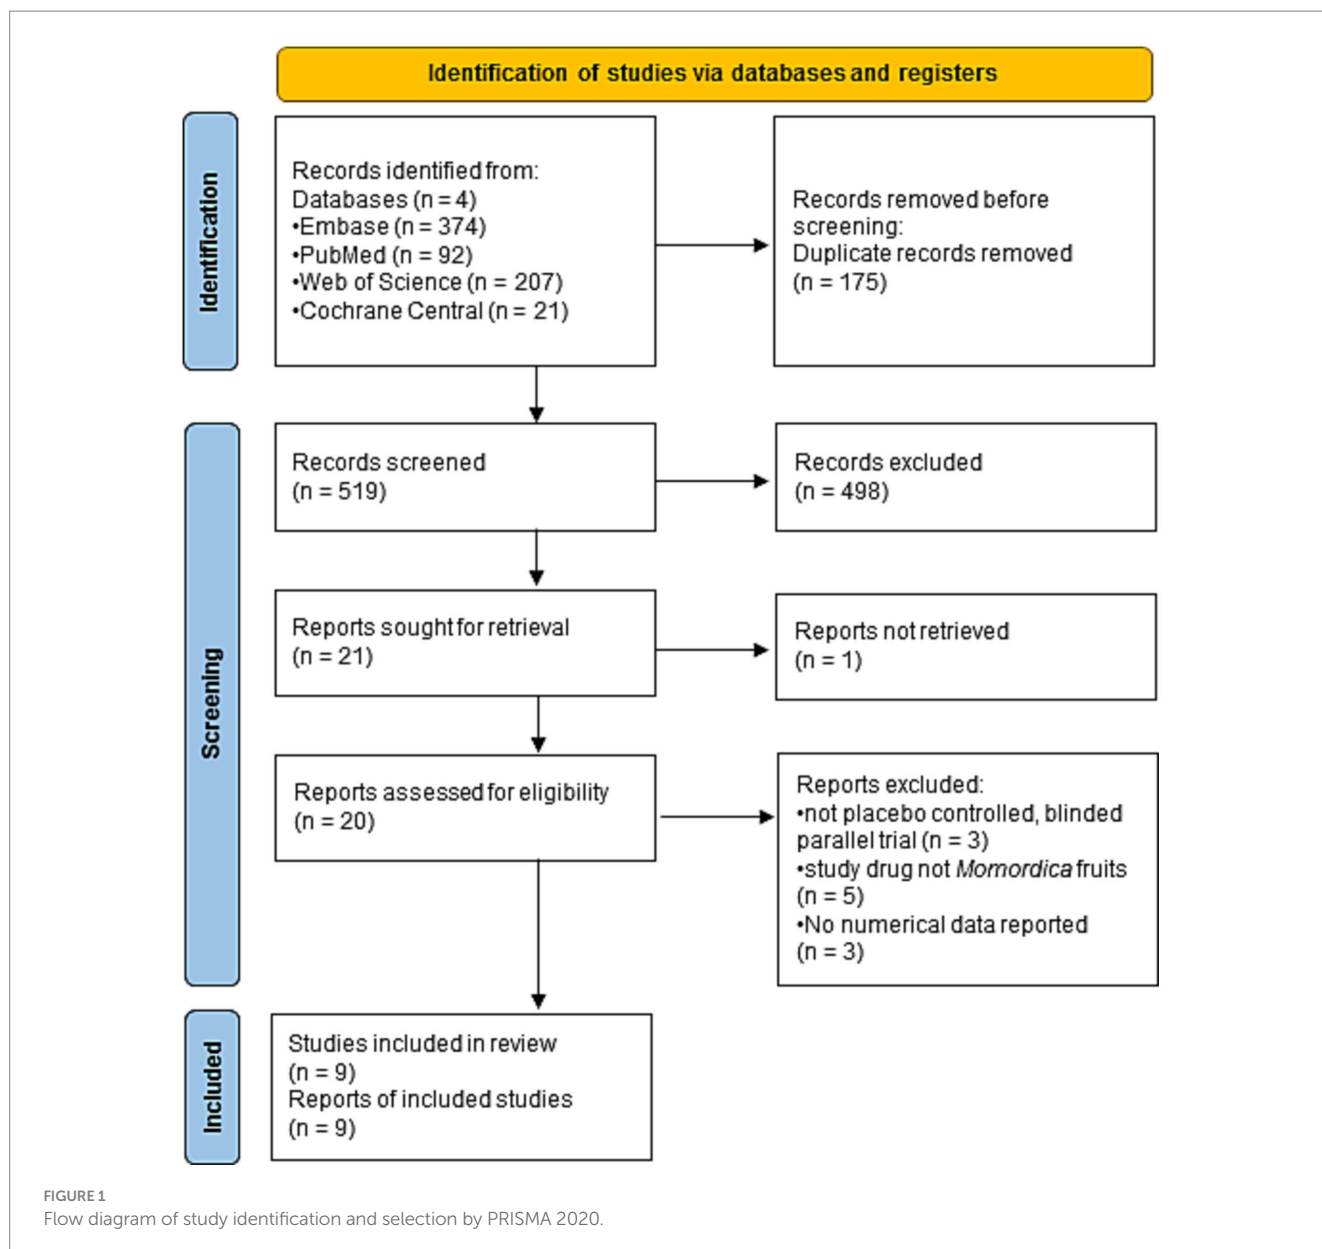 Identification of studies via databases and registers
Identification
Records identified from:
Databases (n = 4)
•Embase (n = 374)
•PubMed (n = 92)
•Web of Science (n = 207)
•Cochrane Central (n = 21)
Records removed before
screening:
Duplicate records removed
(n = 175)
Screening
Records screened
(n = 519)
Records excluded
(n = 498)
Reports sought for retrieval
(n = 21)
Reports not retrieved
(n = 1)
Reports assessed for eligibility
(n = 20)
Reports excluded:
•not placebo controlled, blinded
parallel trial (n = 3)
•study drug not Momordica fruits
(n = 5)
•No numerical data reported
(n = 3)
Included
Studies included in review
(n = 9)
Reports of included studies
(n = 9)
FIGURE 1
Flow diagram of study identification and selection by PRISMA 2020.